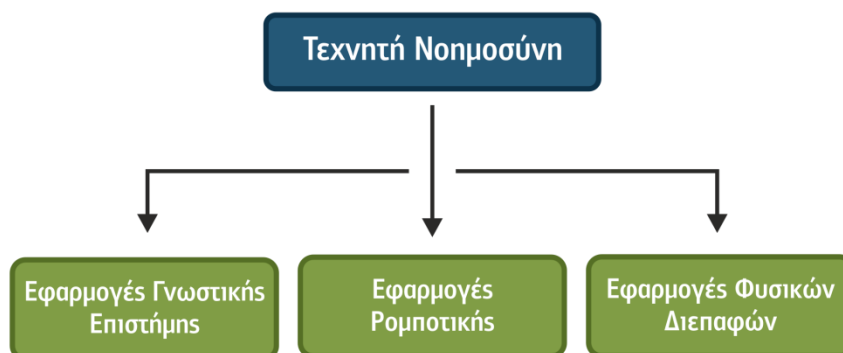 Τεχνητή Νοημοσύνη
Εφαρμογές Γνωστικής
Επιστήμης
Εφαρμογές
Ρομποτικής
Εφαρμογές Φυσικών
Διεπαφών